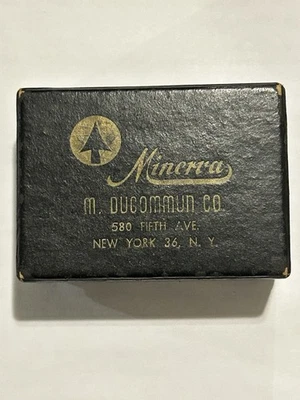 Minerva
M. DUCOMMUN CO.
580 FIFTH AVE.
NEW YORK 36, N. Y.